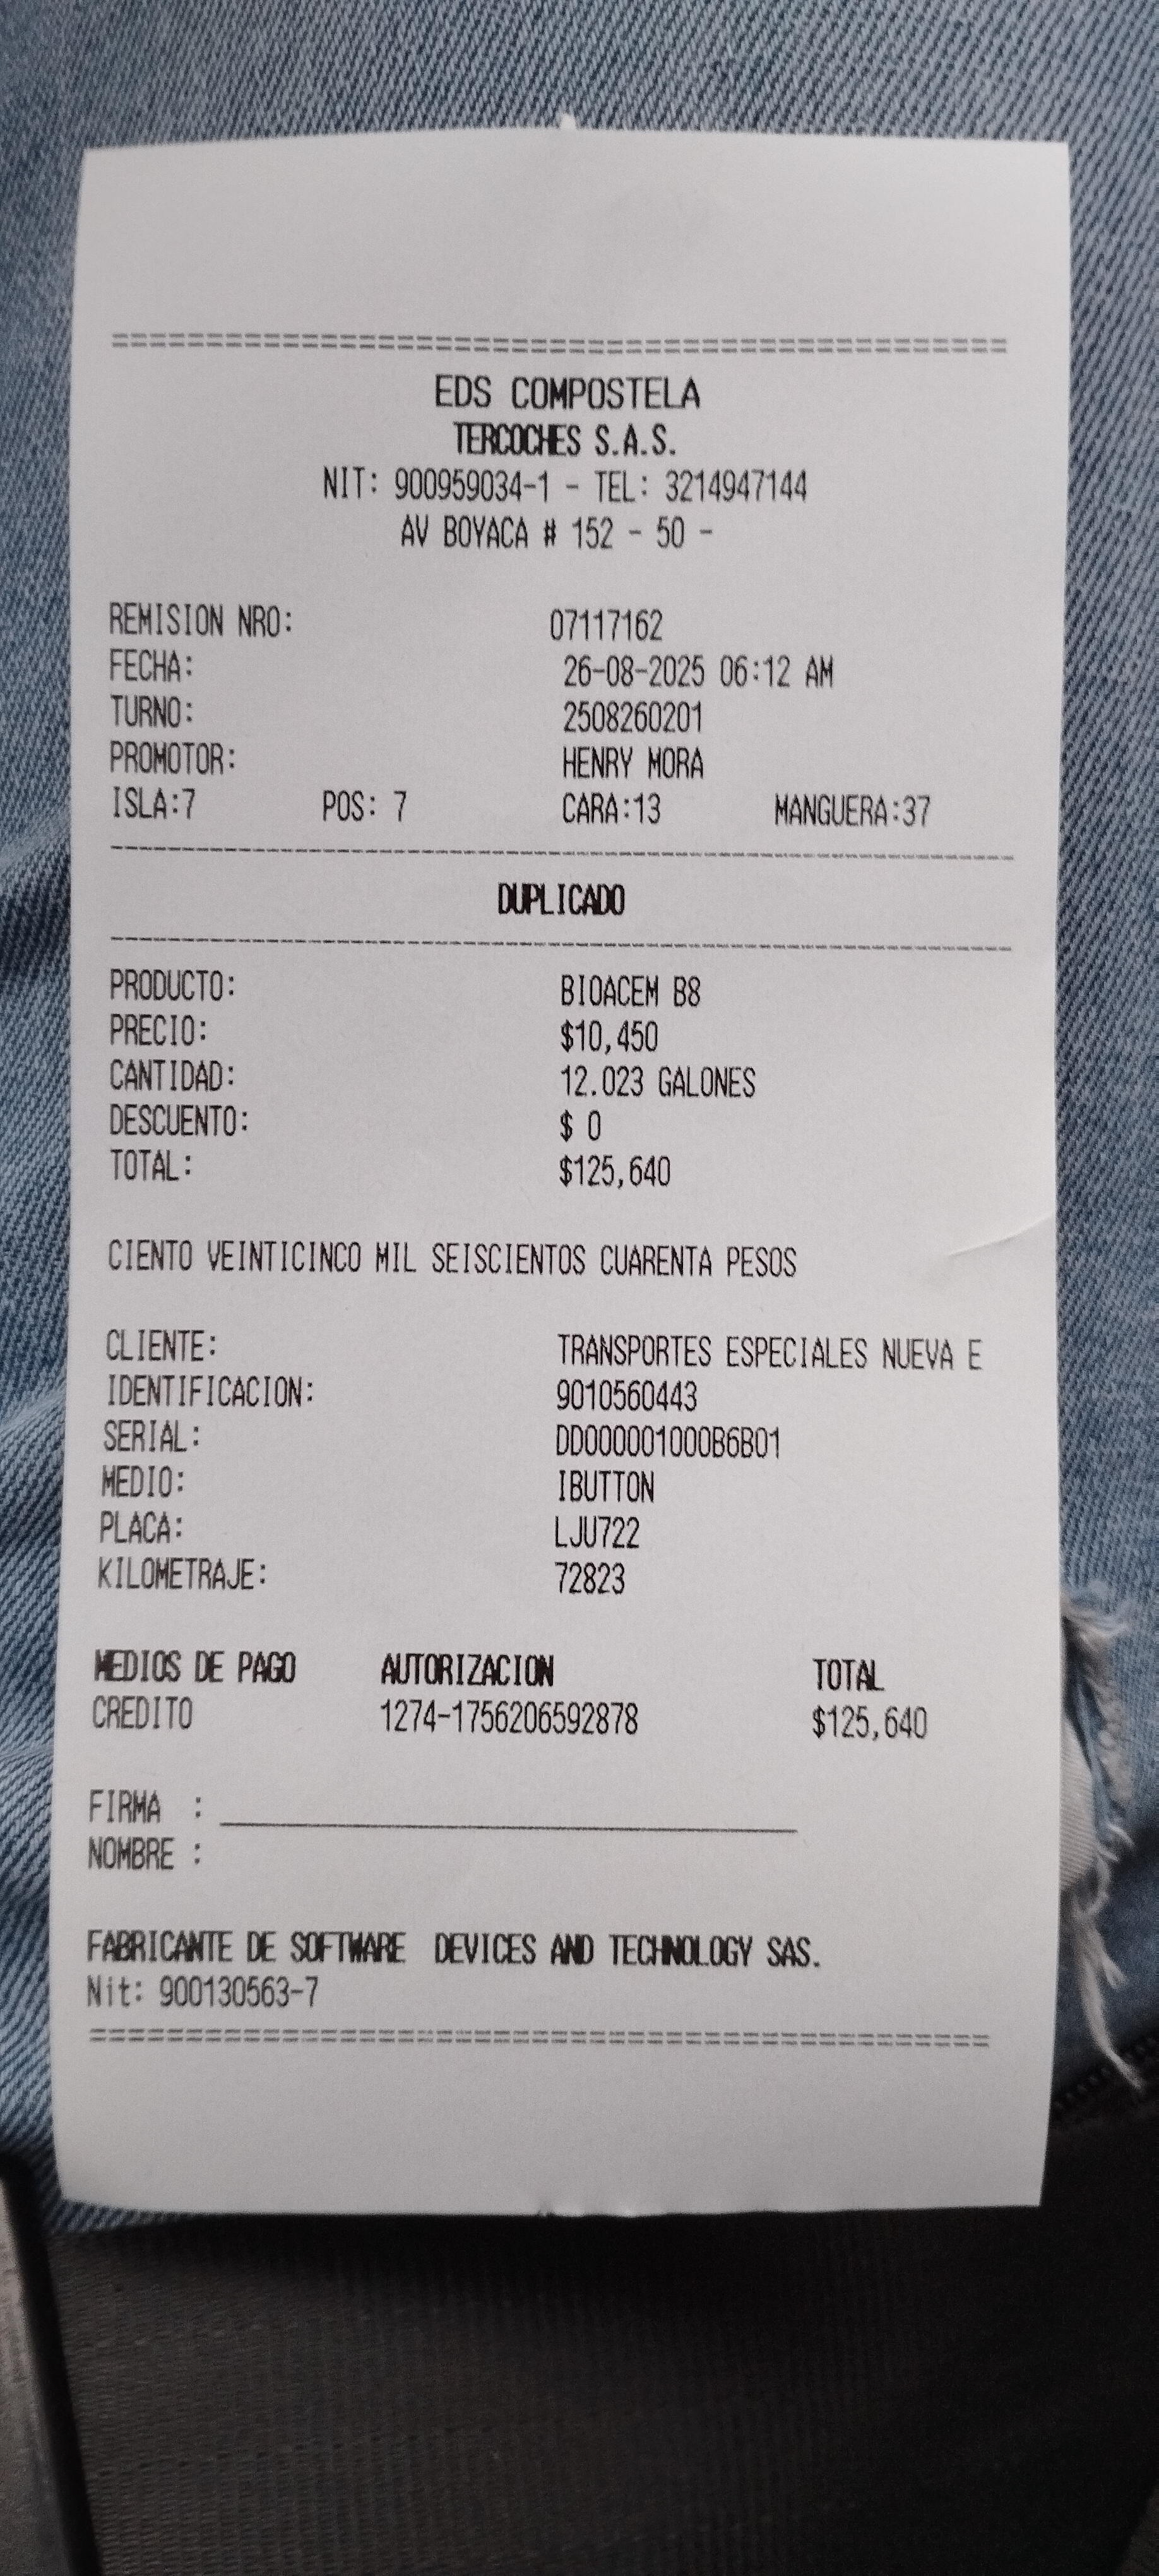 ================================================
EDS COMPOSTELA
TERCOCHES S.A.S.
NIT: 900959034-1 - TEL: 3214947144
AV BOYACA # 152 - 50 -
REMISION NRO: 07117162
FECHA: 26-08-2025 06:12 AM
TURNO: 2508260201
PROMOTOR: HENRY MORA
ISLA:7 POS: 7 CARA:13 MANGUERA:37
DUPLICADO
PRODUCTO: BIOACEM B8
PRECIO: $10,450
CANTIDAD: 12.023 GALONES
DESCUENTO: $ 0
TOTAL: $125,640
CIENTO VEINTICINCO MIL SEISCIENTOS CUARENTA PESOS
CLIENTE: TRANSPORTES ESPECIALES NUEVA E
IDENTIFICACION: 9010560443
SERIAL: DD000001000B6B01
MEDIO: IBUTTON
PLACA: LJU722
KILOMETRAJE: 72823
MEDIOS DE PAGO AUTORIZACION TOTAL
CREDITO 1274-1756206592878 $125,640
FIRMA : ______________________
NOMBRE :
FABRICANTE DE SOFTWARE DEVICES AND TECHNOLOGY SAS.
Nit: 900130563-7
================================================